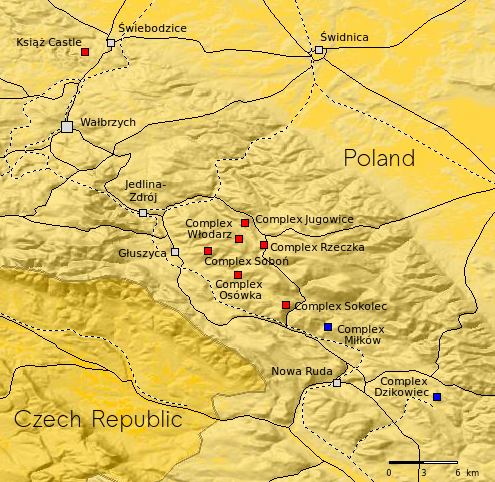 Świebodzice
Książ Castle
Świdnica
Wałbrzych
Poland
Jedlina-
Zdrój
Complex Jugowice
Complex
Włodarz
Complex Rzeczka
Głuszyca
Complex Soboń
Complex
Osówka
Complex Sokolec
Complex
Miłków
Nowa Ruda
Complex
Dzikowiec
Czech Republic
0 3 6 km